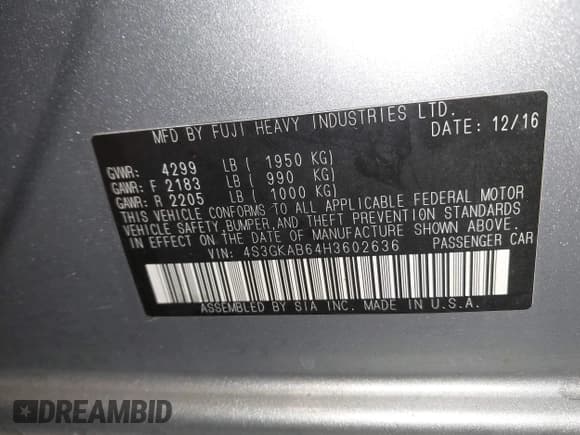 MFD BY FUJI HEAVY INDUSTRIES LTD.
DATE: 12/16
GVWR: 4299 LB ( 1950 KG)
GAWR: F 2183 LB ( 990 KG)
GAWR: R 2205 LB ( 1000 KG)
THIS VEHICLE CONFORMS TO ALL APPLICABLE FEDERAL MOTOR
VEHICLE SAFETY,BUMPER,AND THEFT PREVENTION STANDARDS
IN EFFECT ON THE DATE OF MANUFACTURE SHOWN ABOVE.
VIN: 4S3GKAB64H3602636 PASSENGER CAR
ASSEMBLED BY SIA INC. MADE IN U.S.A.
DREAMBID